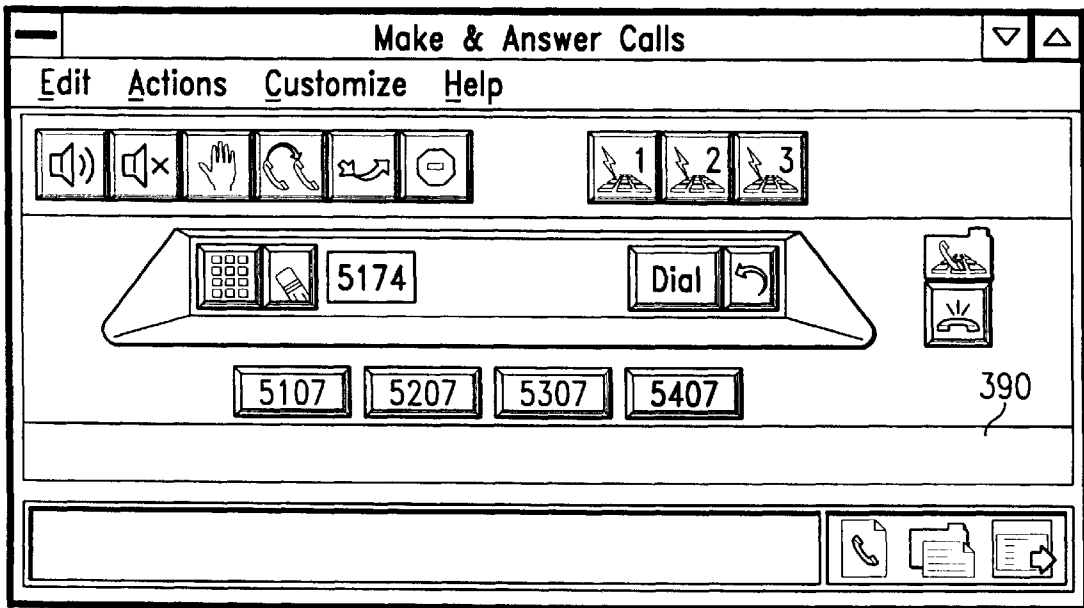 Make & Answer Calls
Edit Actions Customize Help
1 2 3
5174 Dial
5107 5207 5307 5407
390